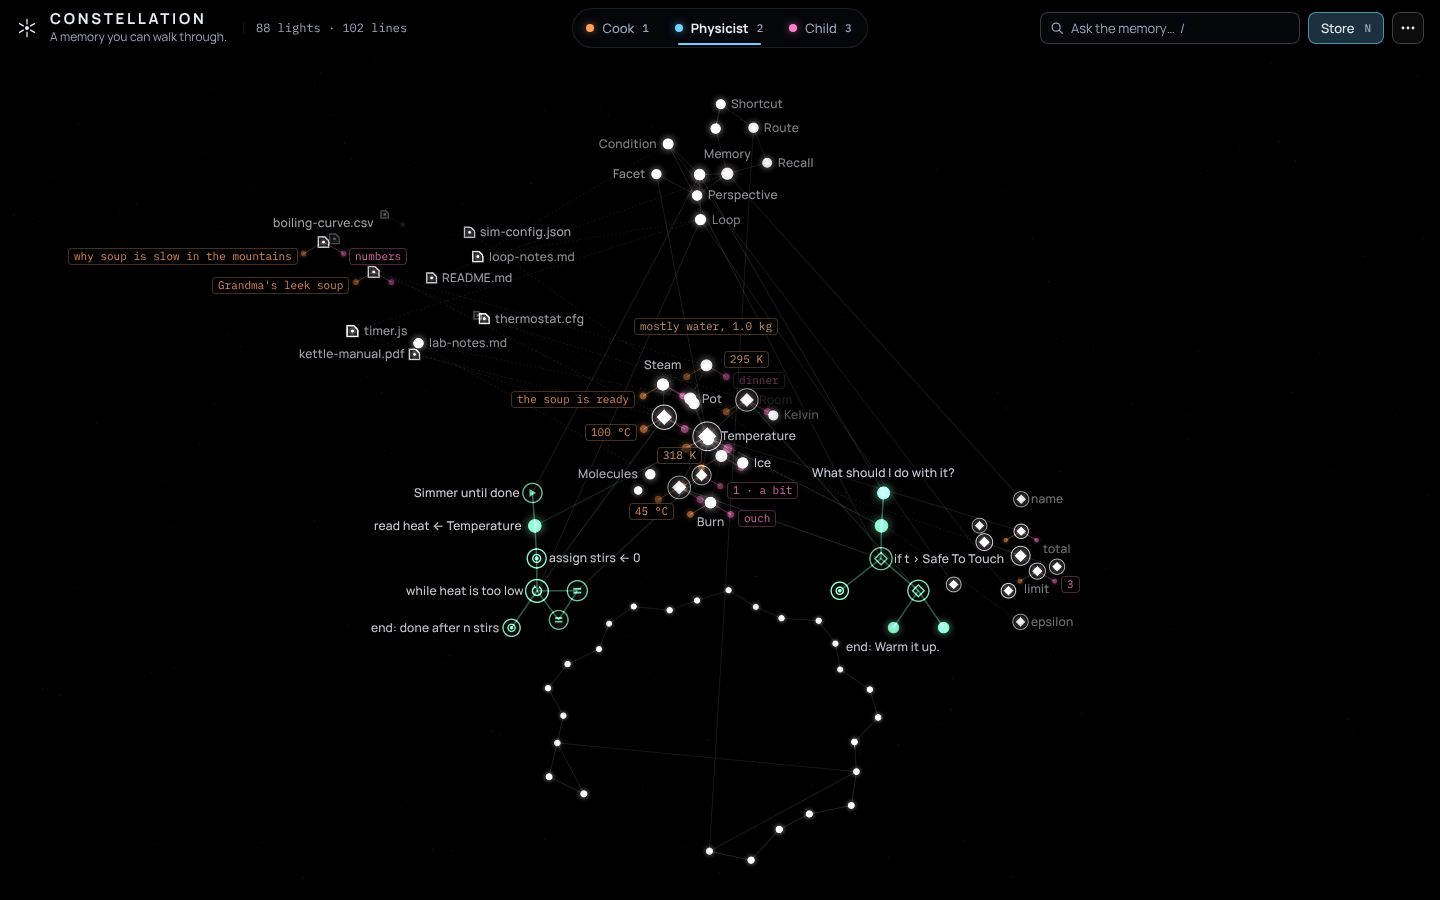 CONSTELLATION
A memory you can walk through.
88 lights · 102 lines
Cook 1
Physicist 2
Child 3
Ask the memory… /
Store N
Shortcut
Route
Condition
Memory
Recall
Facet
Perspective
Loop
boiling-curve.csv
sim-config.json
why soup is slow in the mountains
numbers
loop-notes.md
README.md
Grandma's leek soup
thermostat.cfg
mostly water, 1.0 kg
timer.js
lab-notes.md
kettle-manual.pdf
Steam
295 K
dinner
the soup is ready
Pot
Room
Kelvin
100 °C
Temperature
318 K
Ice
Molecules
What should I do with it?
Simmer until done
1 · a bit
name
45 °C
ouch
Burn
read heat ← Temperature
total
assign stirs ← 0
if t > Safe To Touch
while heat is too low
limit
3
end: done after n stirs
epsilon
end: Warm it up.